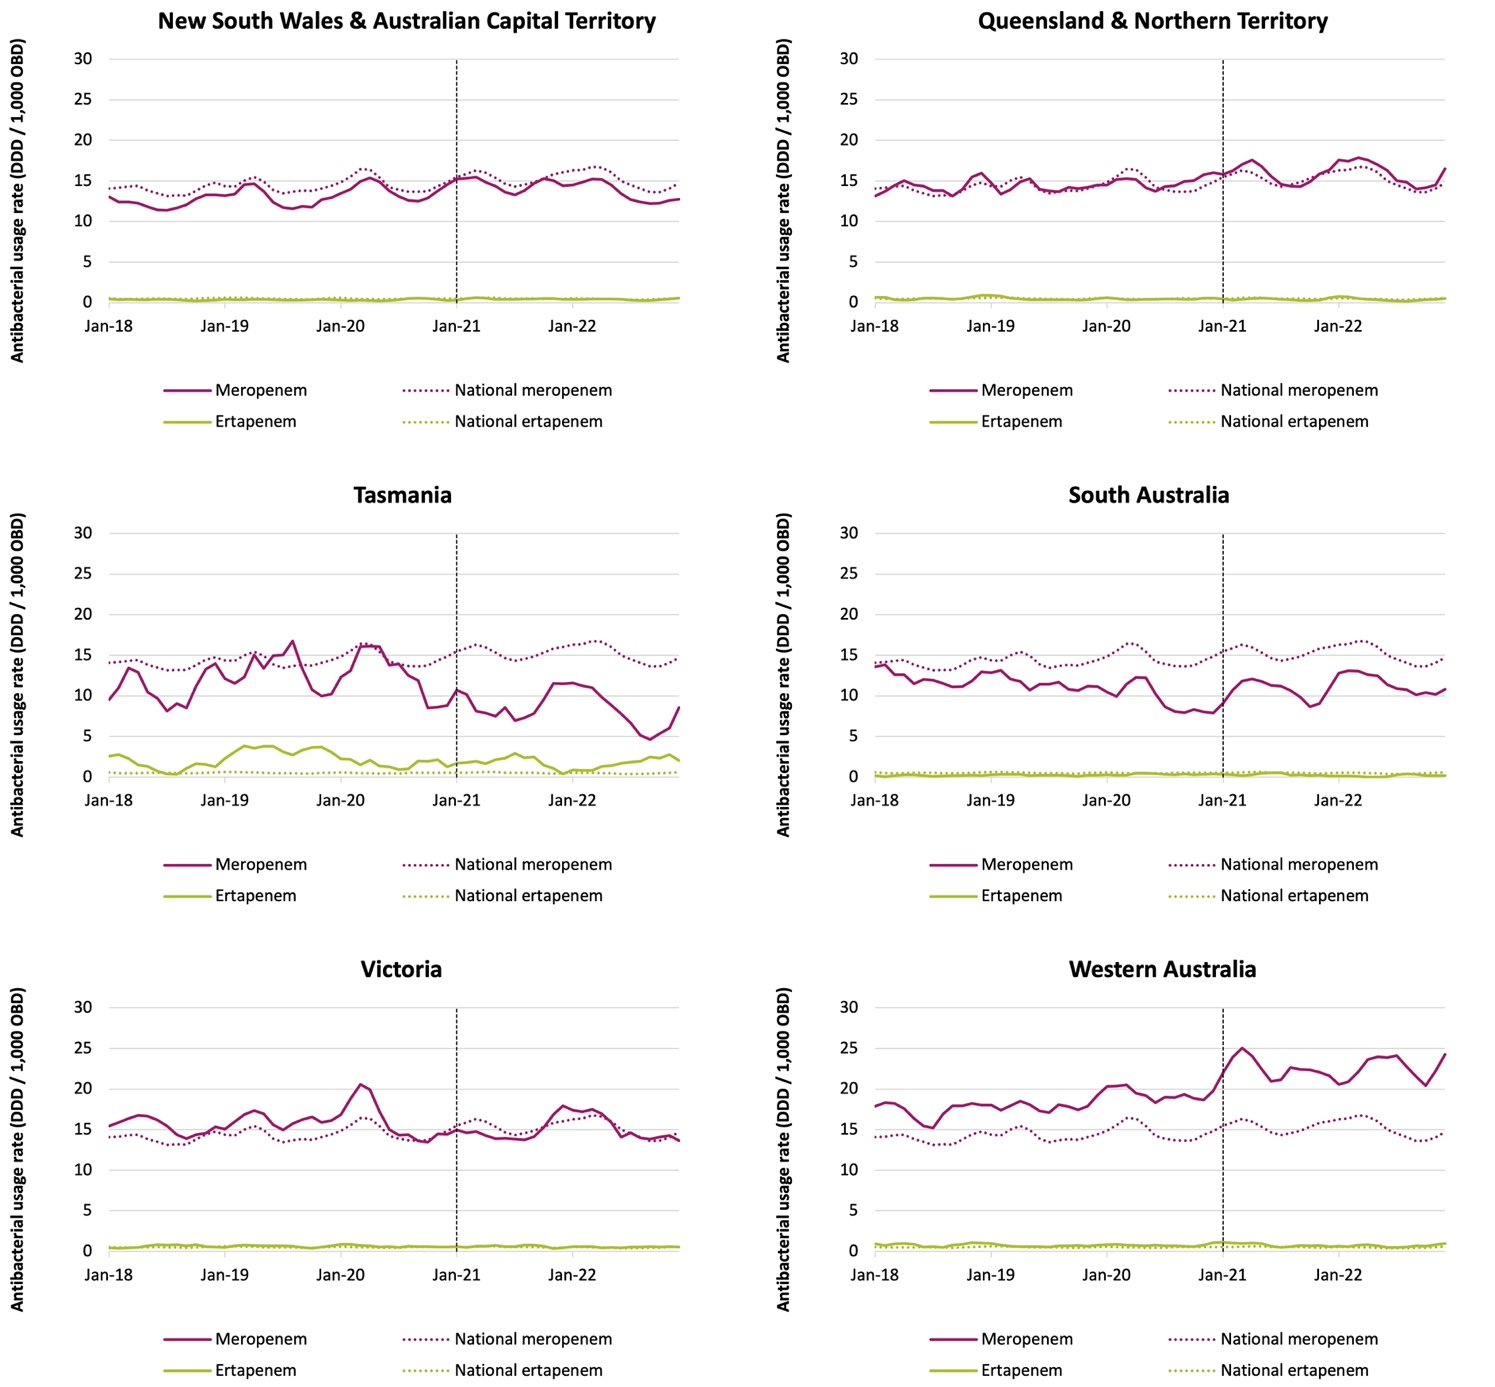 New South Wales & Australian Capital Territory
Antibacterial usage rate (DDD / 1,000 OBD)
30
25
20
15
10
5
0
Jan-18 Jan-19 Jan-20 Jan-21 Jan-22
Meropenem National meropenem
Ertapenem National ertapenem
Queensland & Northern Territory
Antibacterial usage rate (DDD / 1,000 OBD)
30
25
20
15
10
5
0
Jan-18 Jan-19 Jan-20 Jan-21 Jan-22
Meropenem National meropenem
Ertapenem National ertapenem
Tasmania
Antibacterial usage rate (DDD / 1,000 OBD)
30
25
20
15
10
5
0
Jan-18 Jan-19 Jan-20 Jan-21 Jan-22
Meropenem National meropenem
Ertapenem National ertapenem
South Australia
Antibacterial usage rate (DDD / 1,000 OBD)
30
25
20
15
10
5
0
Jan-18 Jan-19 Jan-20 Jan-21 Jan-22
Meropenem National meropenem
Ertapenem National ertapenem
Victoria
Antibacterial usage rate (DDD / 1,000 OBD)
30
25
20
15
10
5
0
Jan-18 Jan-19 Jan-20 Jan-21 Jan-22
Meropenem National meropenem
Ertapenem National ertapenem
Western Australia
Antibacterial usage rate (DDD / 1,000 OBD)
30
25
20
15
10
5
0
Jan-18 Jan-19 Jan-20 Jan-21 Jan-22
Meropenem National meropenem
Ertapenem National ertapenem